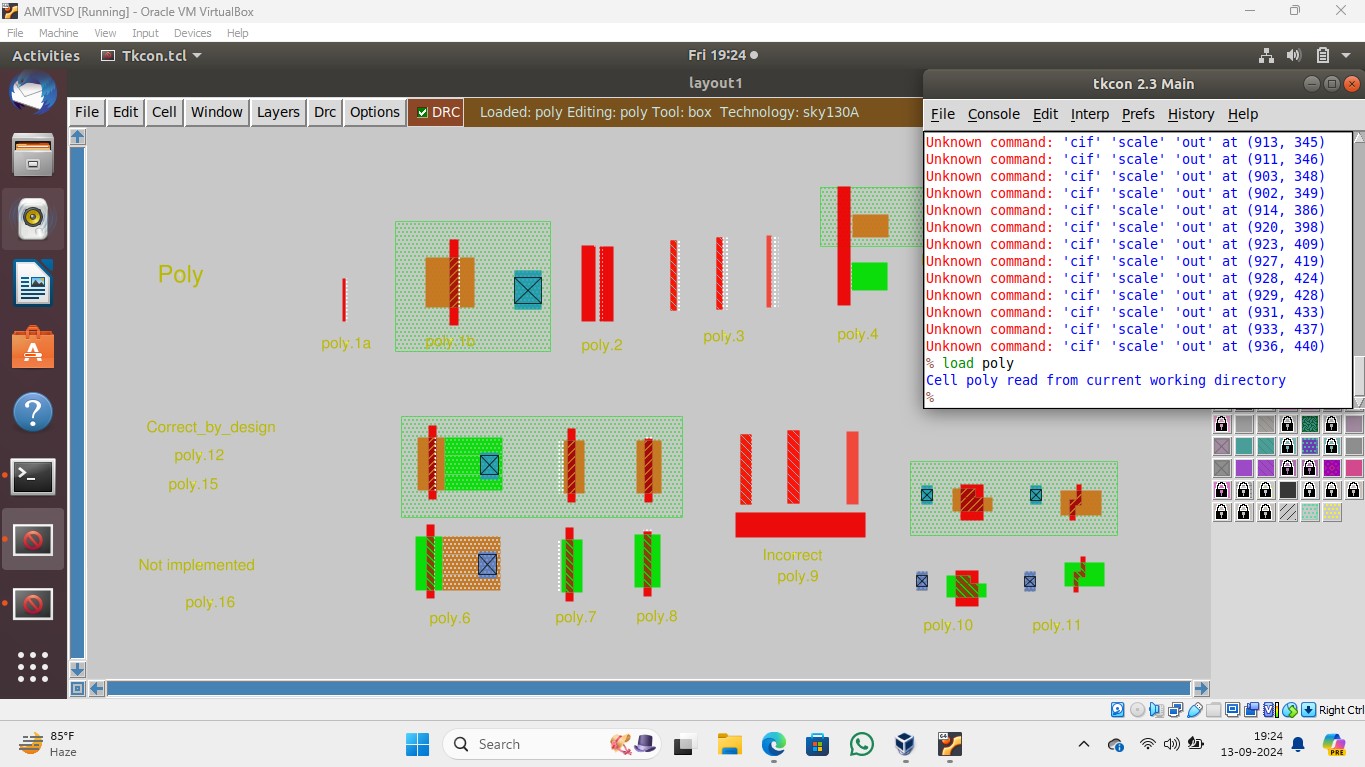 AMITVSD [Running] - Oracle VM VirtualBox
File Machine View Input Devices Help
Activities Tkcon.tcl Fri 19:24
layout1
File Edit Cell Window Layers Drc Options DRC Loaded: poly Editing: poly Tool: box Technology: sky130A
tkcon 2.3 Main
File Console Edit Interp Prefs History Help
Unknown command: 'cif' 'scale' 'out' at (913, 345)
Unknown command: 'cif' 'scale' 'out' at (911, 346)
Unknown command: 'cif' 'scale' 'out' at (903, 348)
Unknown command: 'cif' 'scale' 'out' at (902, 349)
Unknown command: 'cif' 'scale' 'out' at (914, 386)
Unknown command: 'cif' 'scale' 'out' at (920, 398)
Unknown command: 'cif' 'scale' 'out' at (923, 409)
Unknown command: 'cif' 'scale' 'out' at (927, 419)
Unknown command: 'cif' 'scale' 'out' at (928, 424)
Unknown command: 'cif' 'scale' 'out' at (929, 428)
Unknown command: 'cif' 'scale' 'out' at (931, 433)
Unknown command: 'cif' 'scale' 'out' at (933, 437)
Unknown command: 'cif' 'scale' 'out' at (936, 440)
% load poly
Cell poly read from current working directory
%
Poly
poly.1a poly.1b poly.2 poly.3 poly.4
Correct_by_design
poly.12
poly.15
Not implemented
poly.16
poly.6 poly.7 poly.8
Incorrect
poly.9
poly.10 poly.11
Right Ctrl
85°F
Haze
Search
19:24
13-09-2024
PRE